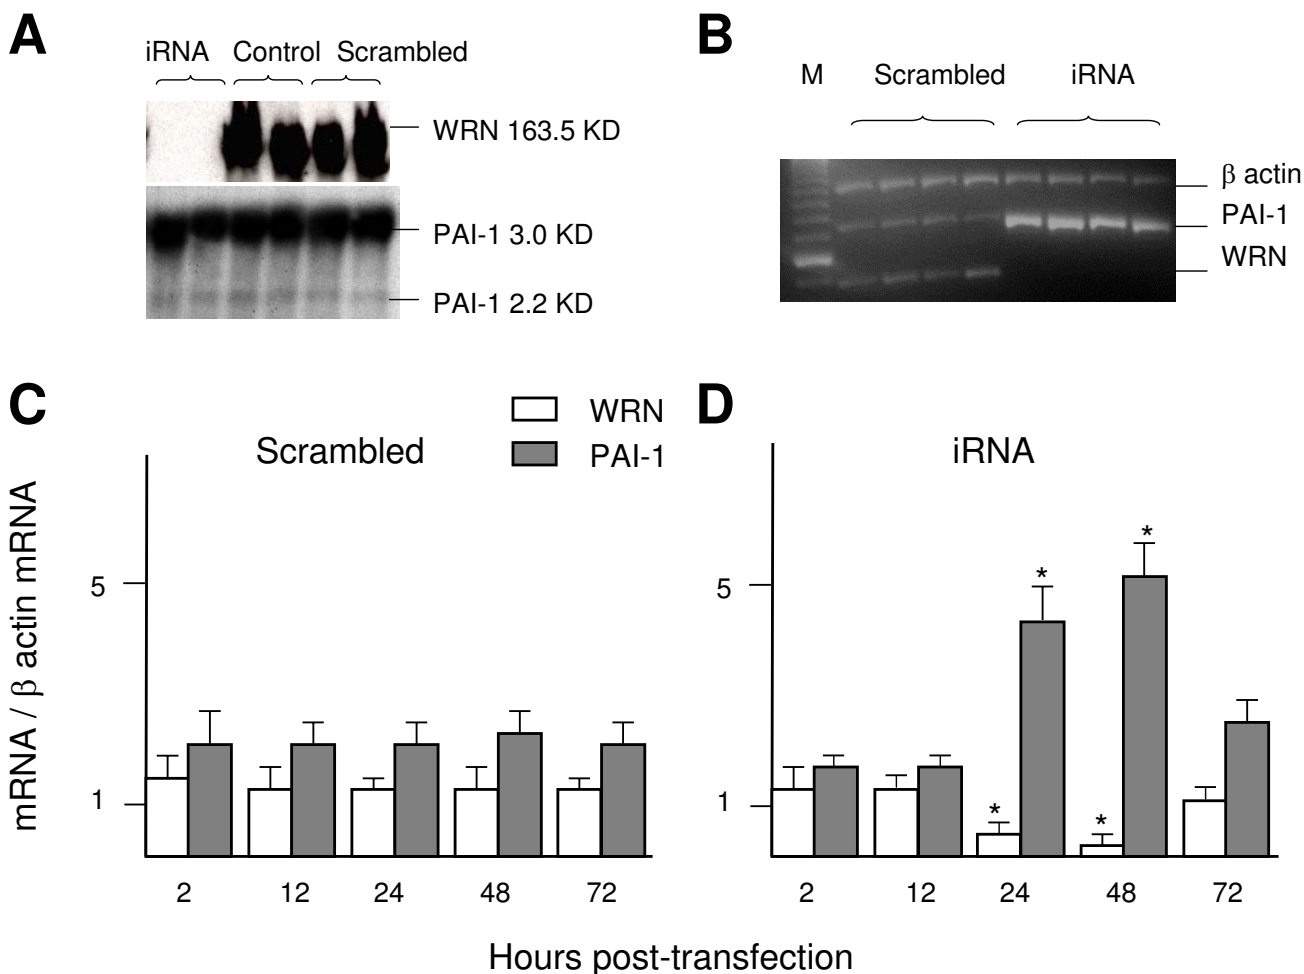 A
iRNA Control Scrambled
WRN 163.5 KD
PAI-1 3.0 KD
PAI-1 2.2 KD
B
M Scrambled iRNA
β actin
PAI-1
WRN
C
WRN
PAI-1
Scrambled
mRNA / β actin mRNA
5
1
2 12 24 48 72
D
iRNA
5
1
*
*
*
*
2 12 24 48 72
Hours post-transfection